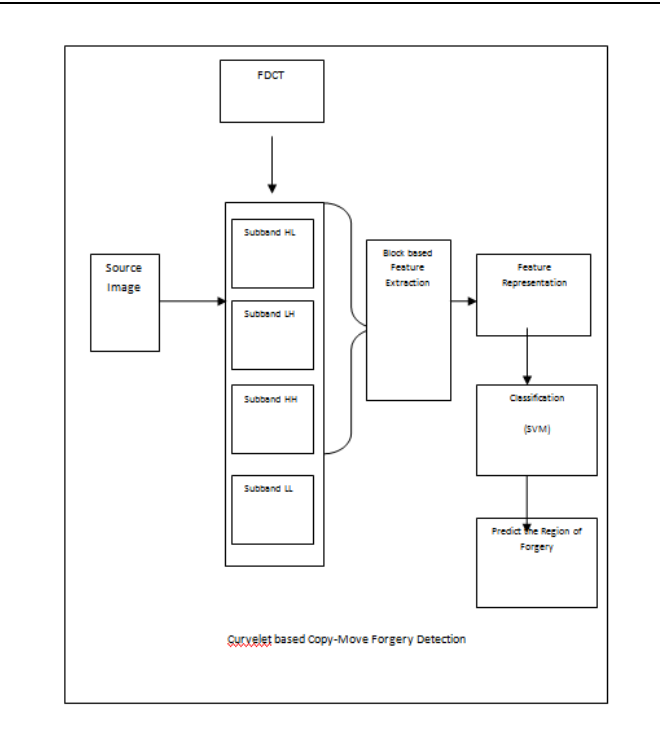 FDCT
Source
Image
Subband HL
Subband LH
Subband HH
Subband LL
Block based
Feature
Extraction
Feature
Representation
Classification
(SVM)
Predict the Region of
Forgery
Curvelet based Copy-Move Forgery Detection